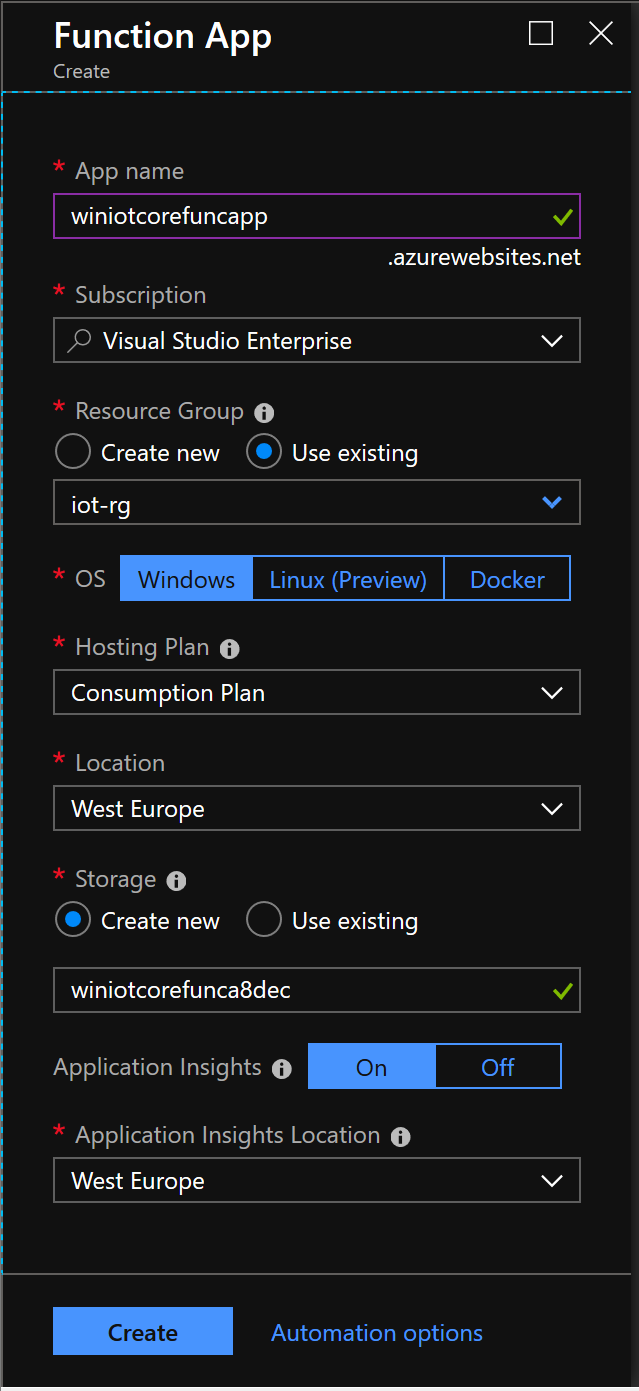 Function App
Create
* App name
winiotcorefuncapp
.azurewebsites.net
* Subscription
Visual Studio Enterprise
* Resource Group
Create new Use existing
iot-rg
* OS Windows Linux (Preview) Docker
* Hosting Plan
Consumption Plan
* Location
West Europe
* Storage
Create new Use existing
winiotcorefunca8dec
Application Insights On Off
* Application Insights Location
West Europe
Create Automation options